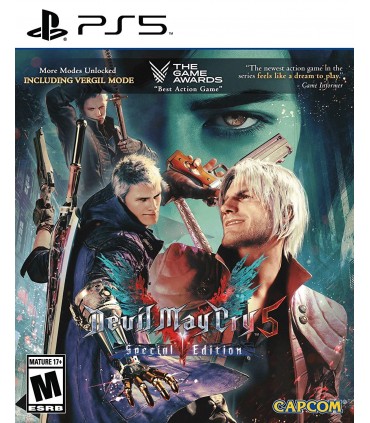 PS5
More Modes Unlocked
INCLUDING VERGIL MODE
THE
GAME
AWARDS
"Best Action Game"
"The newest action game in the
series feels like a dream to play."
- Game Informer
Devil May Cry 5
Special Edition
MATURE 17+
M
ESRB
CAPCOM